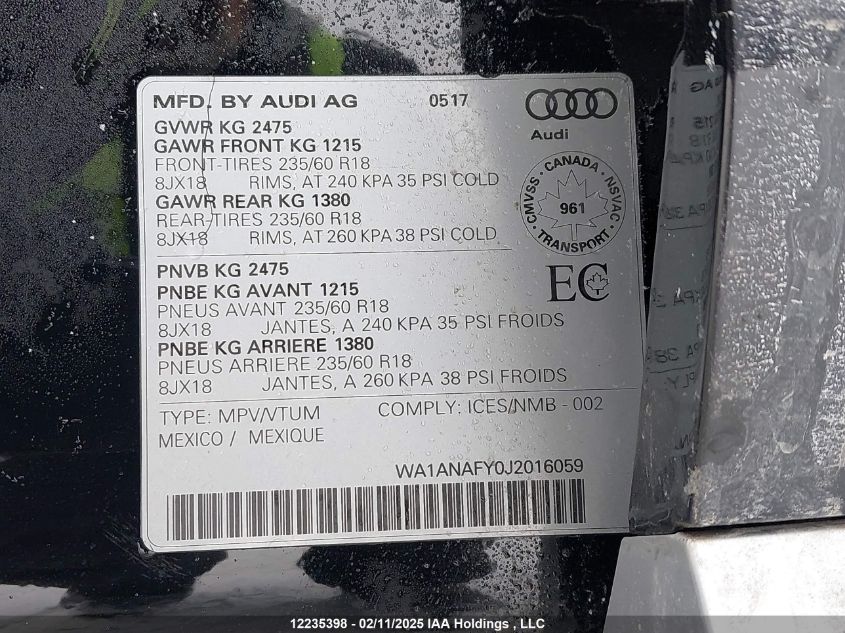 MFD. BY AUDI AG 0517
Audi
GVWR KG 2475
GAWR FRONT KG 1215
FRONT-TIRES 235/60 R18
8JX18 RIMS, AT 240 KPA 35 PSI COLD
GAWR REAR KG 1380
REAR-TIRES 235/60 R18
8JX18 RIMS, AT 260 KPA 38 PSI COLD
CANADA
CMVSS NSVAC
961
TRANSPORT
PNVB KG 2475
PNBE KG AVANT 1215
PNEUS AVANT 235/60 R18
8JX18 JANTES, A 240 KPA 35 PSI FROIDS
PNBE KG ARRIERE 1380
PNEUS ARRIERE 235/60 R18
8JX18 JANTES, A 260 KPA 38 PSI FROIDS
EC
TYPE: MPV/VTUM COMPLY: ICES/NMB - 002
MEXICO / MEXIQUE
WA1ANAFY0J2016059
12235398 - 02/11/2025 IAA Holdings, LLC